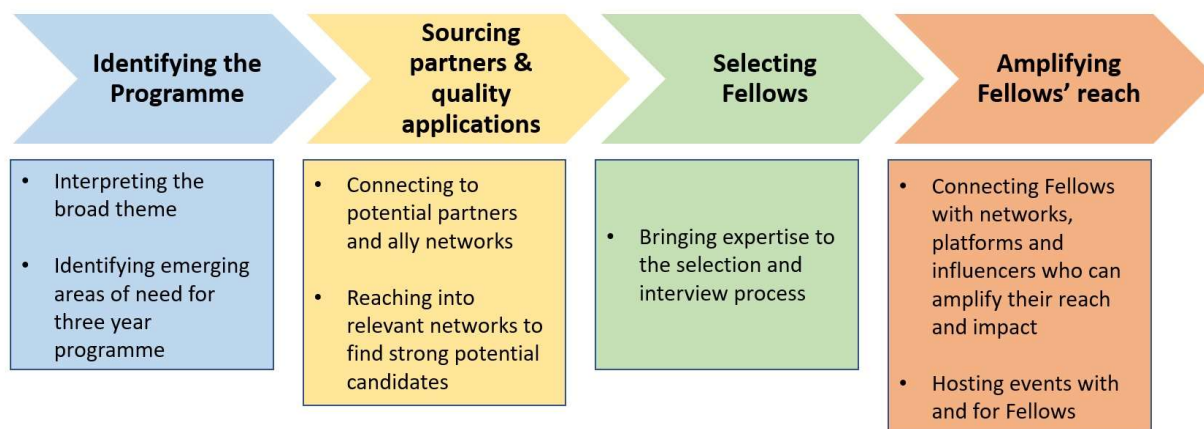 Identifying the
Programme
Sourcing
partners &
quality
applications
Selecting
Fellows
Amplifying
Fellows’ reach
• Interpreting the
broad theme
• Identifying emerging
areas of need for
three year
programme
• Connecting to
potential partners
and ally networks
• Reaching into
relevant networks to
find strong potential
candidates
• Bringing expertise to
the selection and
interview process
• Connecting Fellows
with networks,
platforms and
influencers who can
amplify their reach
and impact
• Hosting events with
and for Fellows